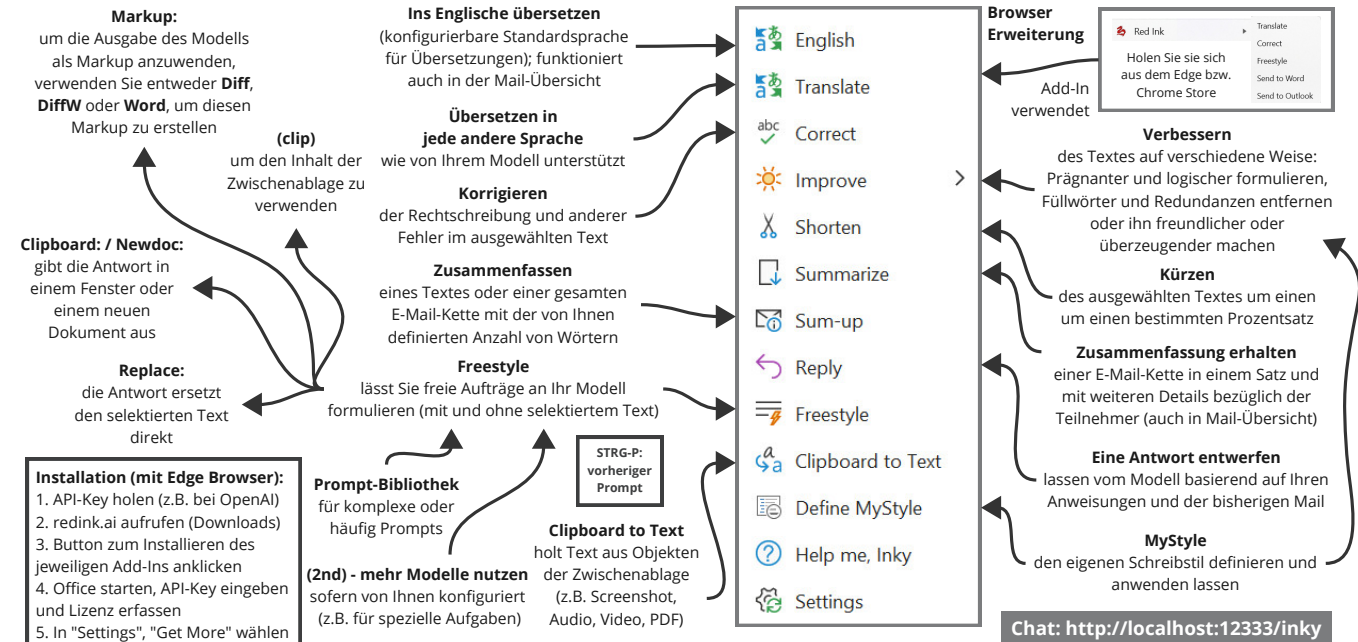 Markup:
um die Ausgabe des Modells
als Markup anzuwenden,
verwenden Sie entweder Diff,
DiffW oder Word, um diesen
Markup zu erstellen
(clip)
um den Inhalt der
Zwischenablage zu
verwenden
Clipboard: / Newdoc:
gibt die Antwort in
einem Fenster oder
einem neuen
Dokument aus
Replace:
die Antwort ersetzt
den selektierten Text
direkt
Installation (mit Edge Browser):
1. API-Key holen (z.B. bei OpenAI)
2. redink.ai aufrufen (Downloads)
3. Button zum Installieren des
jeweiligen Add-Ins anklicken
4. Office starten, API-Key eingeben
und Lizenz erfassen
5. In "Settings", "Get More" wählen
Ins Englische übersetzen
(konfigurierbare Standardsprache
für Übersetzungen); funktioniert
auch in der Mail-Übersicht
Übersetzen in
jede andere Sprache
wie von Ihrem Modell unterstützt
Korrigieren
der Rechtschreibung und anderer
Fehler im ausgewählten Text
Zusammenfassen
eines Textes oder einer gesamten
E-Mail-Kette mit der von Ihnen
definierten Anzahl von Wörtern
Freestyle
lässt Sie freie Aufträge an Ihr Modell
formulieren (mit und ohne selektiertem Text)
STRG-P:
vorheriger
Prompt
Prompt-Bibliothek
für komplexe oder
häufig Prompts
(2nd) - mehr Modelle nutzen
sofern von Ihnen konfiguriert
(z.B. für spezielle Aufgaben)
Clipboard to Text
holt Text aus Objekten
der Zwischenablage
(z.B. Screenshot,
Audio, Video, PDF)
English
Translate
abc
Correct
Improve
Shorten
Summarize
Sum-up
Reply
Freestyle
Clipboard to Text
Define MyStyle
Help me, Inky
Settings
Browser
Erweiterung
Add-In
verwendet
Red Ink
Holen Sie sie sich
aus dem Edge bzw.
Chrome Store
Translate
Correct
Freestyle
Send to Word
Send to Outlook
Verbessern
des Textes auf verschiedene Weise:
Prägnanter und logischer formulieren,
Füllwörter und Redundanzen entfernen
oder ihn freundlicher oder
überzeugender machen
Kürzen
des ausgewählten Textes um einen
um einen bestimmten Prozentsatz
Zusammenfassung erhalten
einer E-Mail-Kette in einem Satz und
mit weiteren Details bezüglich der
Teilnehmer (auch in Mail-Übersicht)
Eine Antwort entwerfen
lassen vom Modell basierend auf Ihren
Anweisungen und der bisherigen Mail
MyStyle
den eigenen Schreibstil definieren und
anwenden lassen
Chat: http://localhost:12333/inky